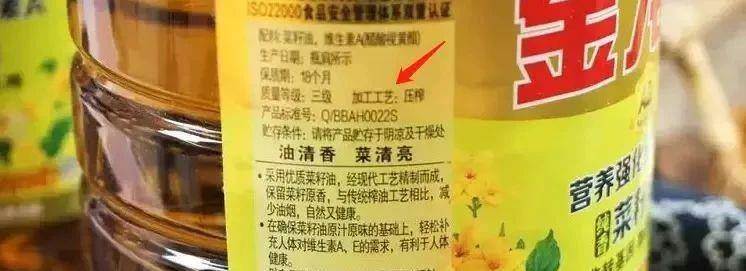 ISO22000食品安全管理体系质量认证
配料:菜籽油，维生素A(醋酸视黄酯)
生产日期：瓶肩所示
保质期：18个月
质量等级：三级 加工工艺：压榨
产品标准号：Q/BBAH0022S
贮存条件：请将产品贮存于阴凉及干燥处
油清香 菜清亮
●采用优质菜籽油，经现代工艺精制而成，
保留菜籽原香，与传统榨油工艺相比，减
少油烟，自然又健康。
●在确保菜籽油原汁原味的基础上，轻松补
充人体对维生素A、E的需求，有利于人体
健康。
金龙
营养强化
纯香
菜籽